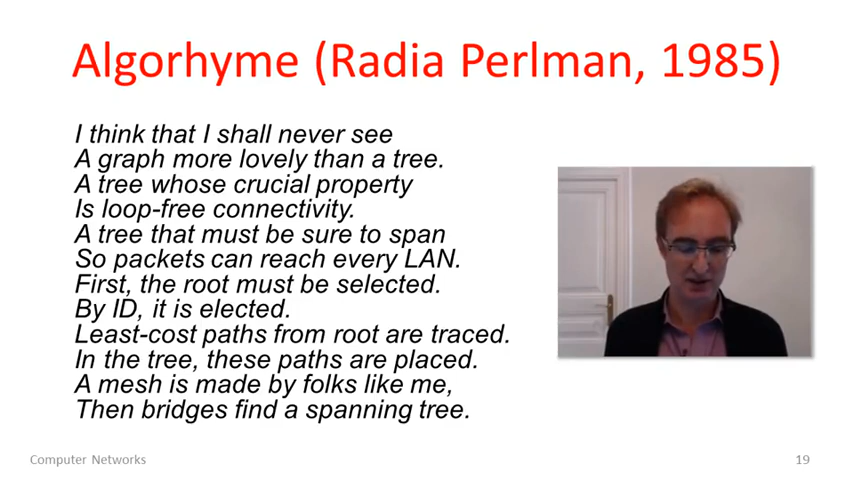 Algorhyme (Radia Perlman, 1985)
I think that I shall never see
A graph more lovely than a tree.
A tree whose crucial property
Is loop-free connectivity.
A tree that must be sure to span
So packets can reach every LAN.
First, the root must be selected.
By ID, it is elected.
Least-cost paths from root are traced.
In the tree, these paths are placed.
A mesh is made by folks like me,
Then bridges find a spanning tree.
Computer Networks
19